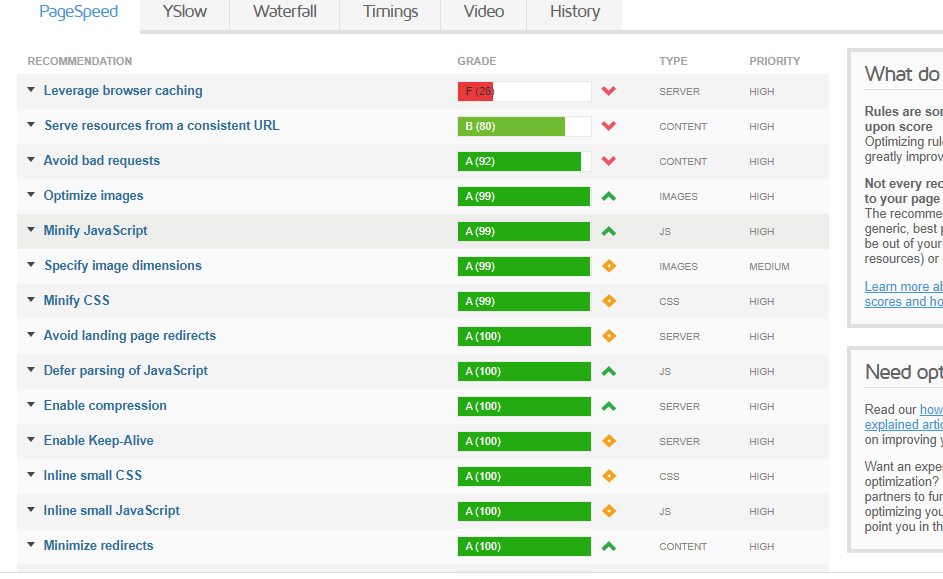 PageSpeed YSlow Waterfall Timings Video History
RECOMMENDATION GRADE TYPE PRIORITY
Leverage browser caching F (26) SERVER HIGH
Serve resources from a consistent URL B (80) CONTENT HIGH
Avoid bad requests A (92) CONTENT HIGH
Optimize images A (99) IMAGES HIGH
Minify JavaScript A (99) JS HIGH
Specify image dimensions A (99) IMAGES MEDIUM
Minify CSS A (99) CSS HIGH
Avoid landing page redirects A (100) SERVER HIGH
Defer parsing of JavaScript A (100) JS HIGH
Enable compression A (100) SERVER HIGH
Enable Keep-Alive A (100) SERVER HIGH
Inline small CSS A (100) CSS HIGH
Inline small JavaScript A (100) JS HIGH
Minimize redirects A (100) CONTENT HIGH
What do
Rules are sor
upon score
Optimizing rul
greatly improv
Not every rec
to your page
The recomme
generic, best p
be out of your
resources) or
Learn more ab
scores and ho
Need opt
Read our how
explained artic
on improving y
Want an exper
optimization?
partners to fur
optimizing you
point you in th